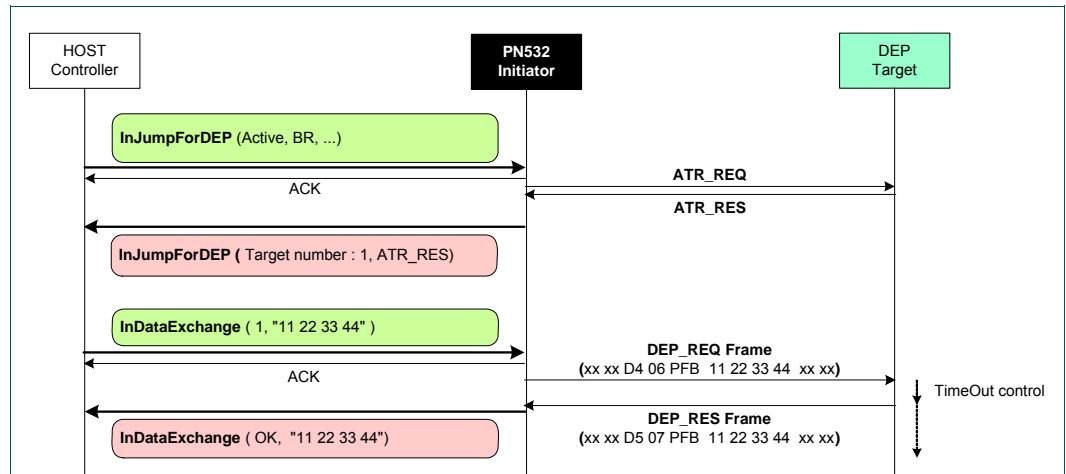 HOST
Controller
PN532
Initiator
DEP
Target
InJumpForDEP (Active, BR, ...)
ACK
ATR_REQ
ATR_RES
InJumpForDEP ( Target number : 1, ATR_RES)
InDataExchange ( 1, "11 22 33 44" )
ACK
DEP_REQ Frame
(xx xx D4 06 PFB 11 22 33 44 xx xx)
TimeOut control
DEP_RES Frame
(xx xx D5 07 PFB 11 22 33 44 xx xx)
InDataExchange ( OK, "11 22 33 44")